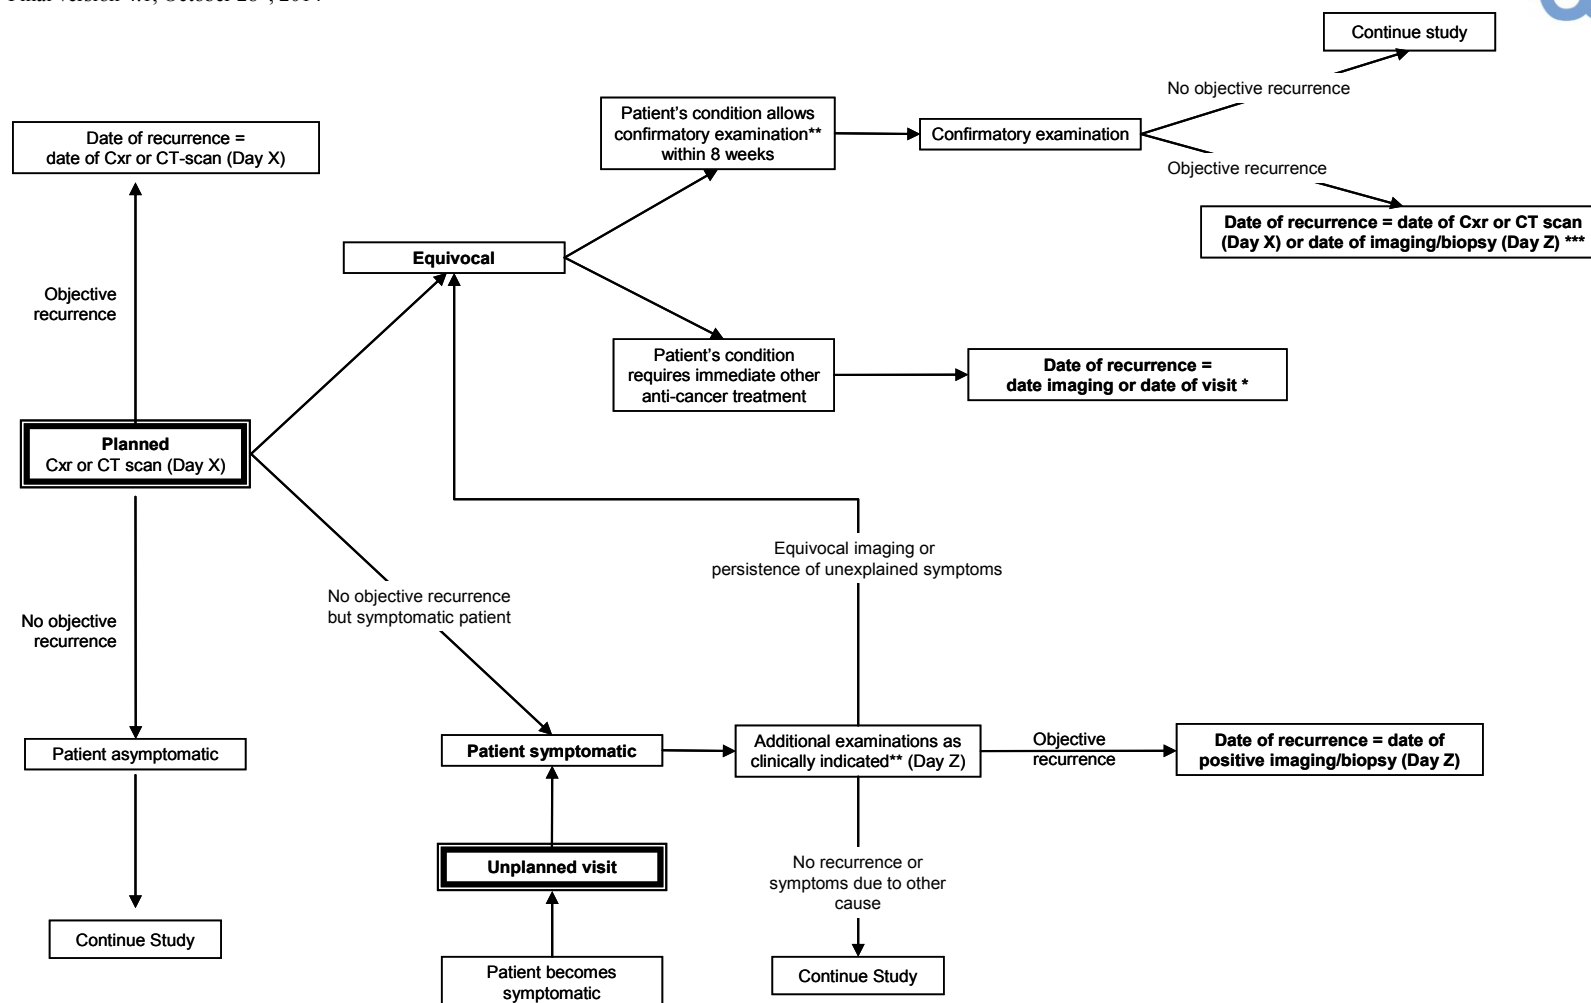 Continue study
No objective recurrence
Patient's condition allows
confirmatory examination**
within 8 weeks
Confirmatory examination
Date of recurrence =
date of Cxr or CT-scan (Day X)
Objective recurrence
Date of recurrence = date of Cxr or CT scan
(Day X) or date of imaging/biopsy (Day Z) ***
Equivocal
Objective
recurrence
Patient's condition
requires immediate other
anti-cancer treatment
Date of recurrence =
date imaging or date of visit *
Planned
Cxr or CT scan (Day X)
Equivocal imaging or
persistence of unexplained symptoms
No objective recurrence
but symptomatic patient
No objective
recurrence
Patient asymptomatic
Patient symptomatic
Additional examinations as
clinically indicated** (Day Z)
Objective
recurrence
Date of recurrence = date of
positive imaging/biopsy (Day Z)
Unplanned visit
No recurrence or
symptoms due to other
cause
Continue Study
Patient becomes
symptomatic
Continue Study